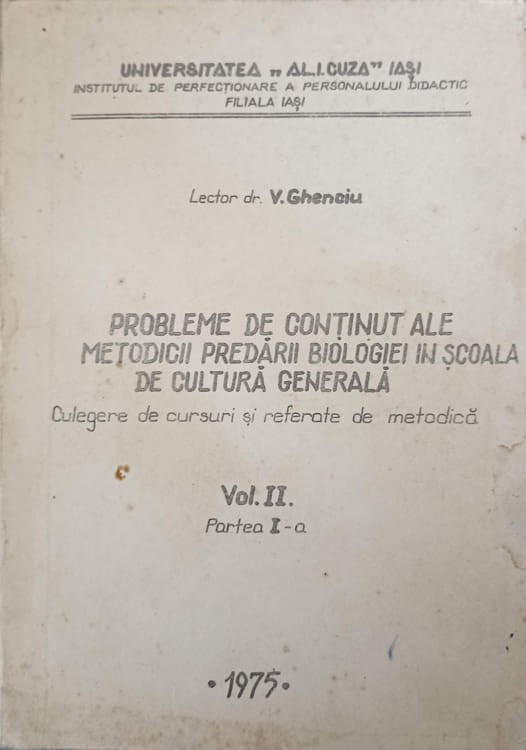 UNIVERSITATEA „AL.I.CUZA” IAȘI
INSTITUTUL DE PERFECȚIONARE A PERSONALULUI DIDACTIC
FILIALA IAȘI
Lector dr. V. Ghenciu
PROBLEME DE CONȚINUT ALE
METODICII PREDĂRII BIOLOGIEI IN ȘCOALA
DE CULTURĂ GENERALĂ
Culegere de cursuri și referate de metodică
Vol. II.
Partea I-a
• 1975 •